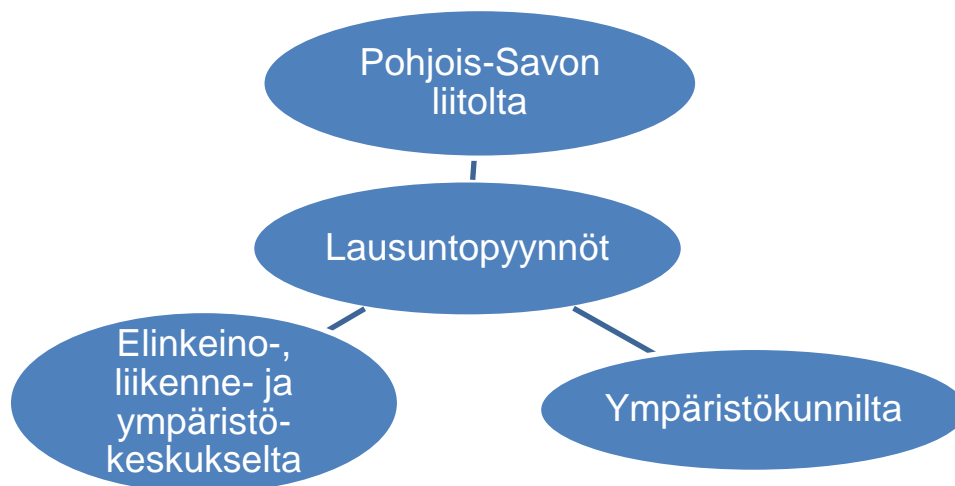 Pohjois-Savon
liitolta
Lausuntopyynnöt
Elinkeino-,
liikenne- ja
ympäristö-
keskukselta
Ympäristökunnilta